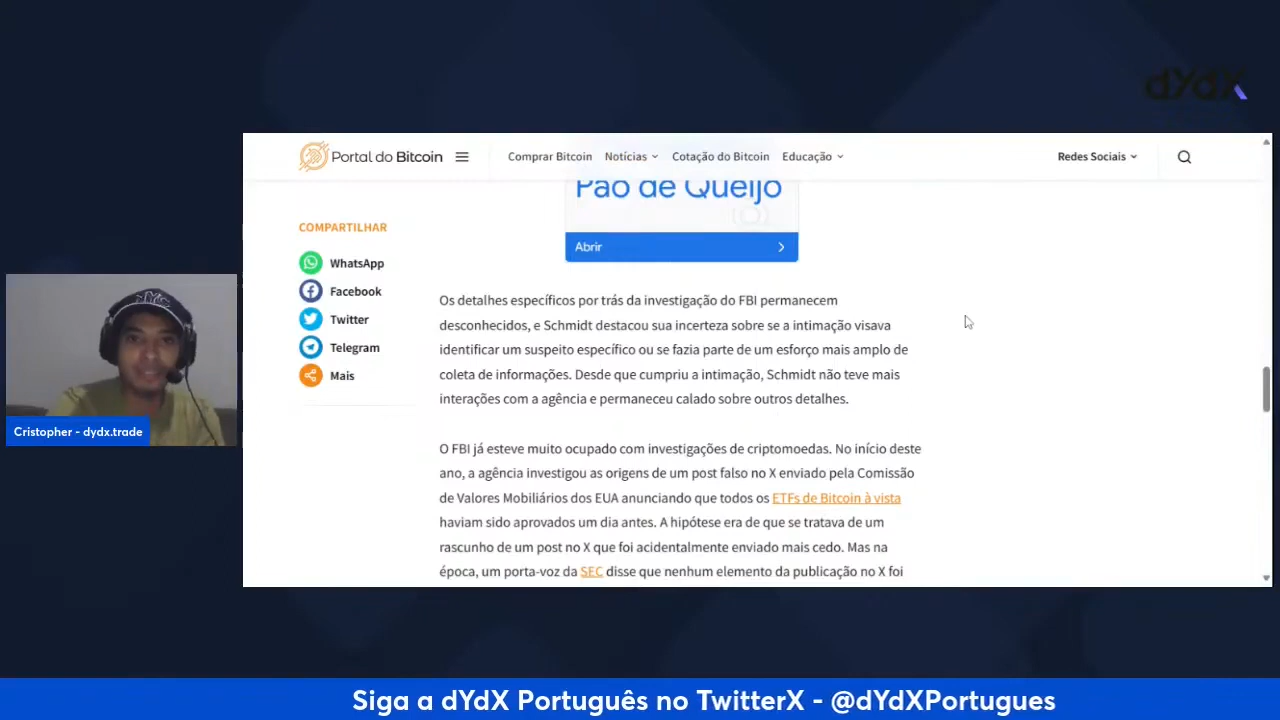 dYdX
Portal do Bitcoin
Comprar Bitcoin
Notícias
Cotação do Bitcoin
Educação
Redes Sociais
Pão de Queijo
Abrir
COMPARTILHAR
WhatsApp
Facebook
Twitter
Telegram
Mais
Os detalhes específicos por trás da investigação do FBI permanecem
desconhecidos, e Schmidt destacou sua incerteza sobre se a intimação visava
identificar um suspeito específico ou se fazia parte de um esforço mais amplo de
coleta de informações. Desde que cumpriu a intimação, Schmidt não teve mais
interações com a agência e permaneceu calado sobre outros detalhes.
O FBI já esteve muito ocupado com investigações de criptomoedas. No início deste
ano, a agência investigou as origens de um post falso no X enviado pela Comissão
de Valores Mobiliários dos EUA anunciando que todos os ETFs de Bitcoin à vista
haviam sido aprovados um dia antes. A hipótese era de que se tratava de um
rascunho de um post no X que foi acidentalmente enviado mais cedo. Mas na
época, um porta-voz da SEC disse que nenhum elemento da publicação no X foi
Cristopher - dydx.trade
Siga a dYdX Português no TwitterX - @dYdXPortugues